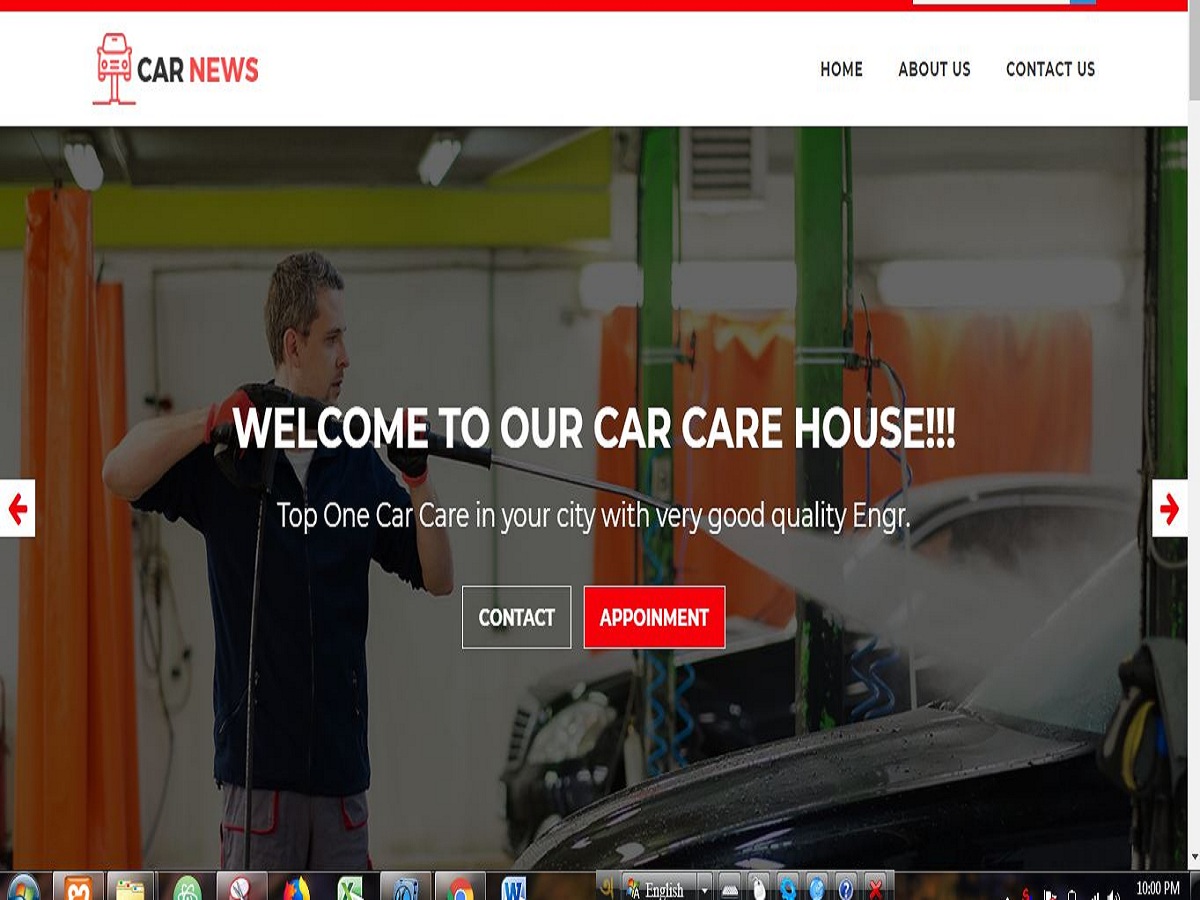 CAR NEWS
HOME ABOUT US CONTACT US
WELCOME TO OUR CAR CARE HOUSE!!!
Top One Car Care in your city with very good quality Engr.
CONTACT APPOINMENT
English
10:00 PM